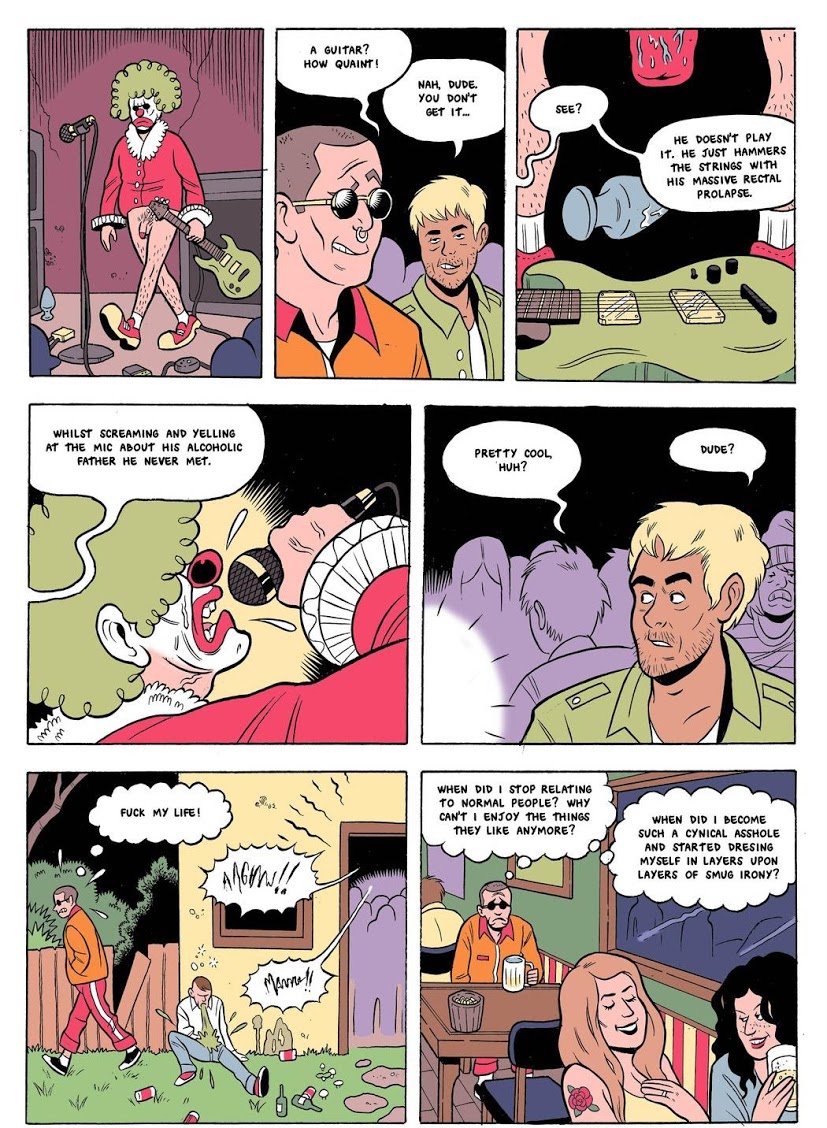 A GUITAR?
HOW QUAINT!
NAH, DUDE.
YOU DON'T
GET IT...
SEE?
HE DOESN'T PLAY
IT. HE JUST HAMMERS
THE STRINGS WITH
HIS MASSIVE RECTAL
PROLAPSE.
WHILST SCREAMING AND YELLING
AT THE MIC ABOUT HIS ALCOHOLIC
FATHER HE NEVER MET.
PRETTY COOL,
HUH?
DUDE?
FUCK MY LIFE!
WHEN DID I STOP RELATING
TO NORMAL PEOPLE? WHY
CAN'T I ENJOY THE THINGS
THEY LIKE ANYMORE?
WHEN DID I BECOME
SUCH A CYNICAL ASSHOLE
AND STARTED DRESING
MYSELF IN LAYERS UPON
LAYERS OF SMUG IRONY?